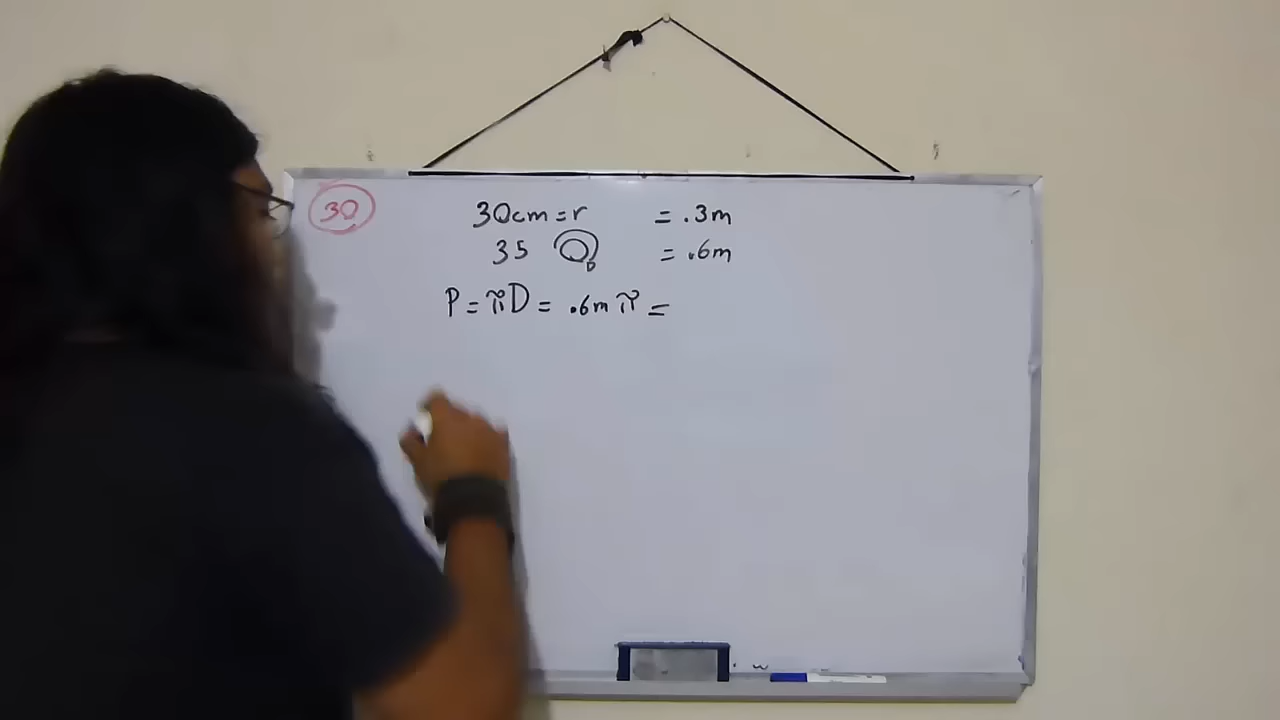 30
30cm = r = .3m
35 = .6m
P = πD = .6m π =